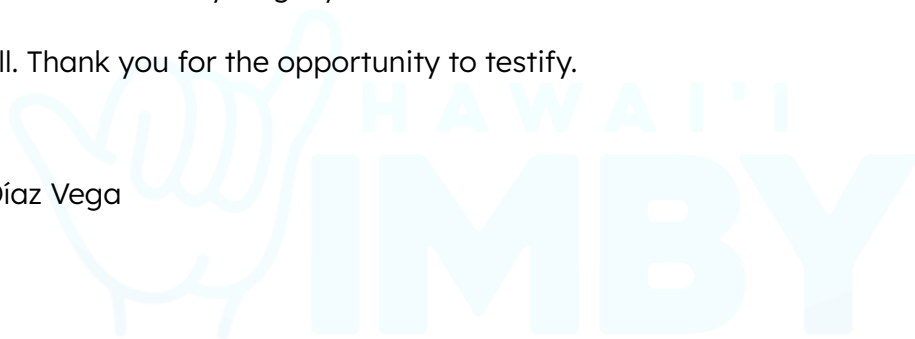 ll. Thank you for the opportunity to testify.
HAWAI'I
IMBY
Díaz Vega